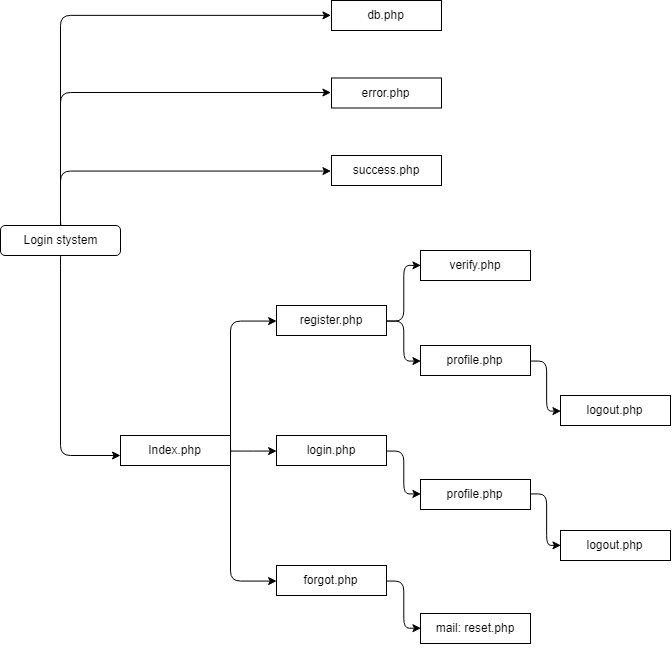 db.php
error.php
success.php
Login stystem
verify.php
register.php
profile.php
logout.php
Index.php
login.php
profile.php
logout.php
forgot.php
mail: reset.php